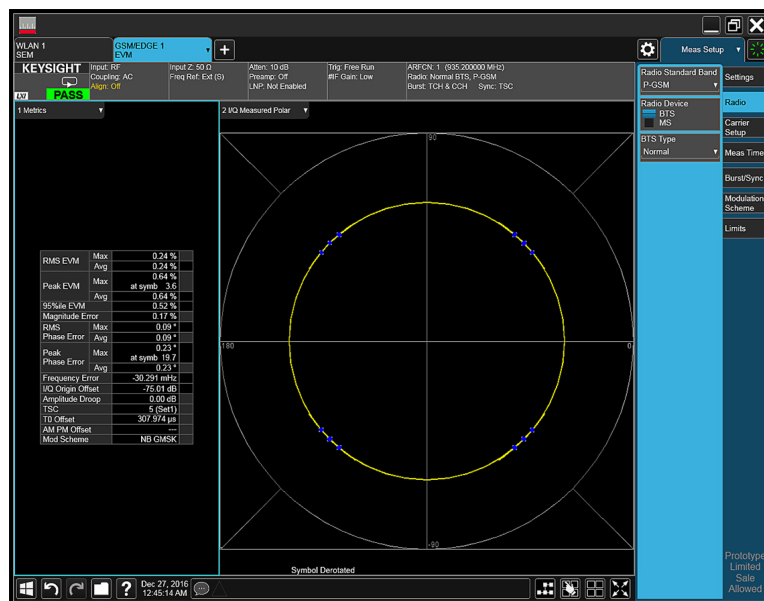 WLAN 1
SEM
GSM/EDGE 1
EVM
Meas Setup
KEYSIGHT
LXI
PASS
Input: RF
Coupling: AC
Align: Off
Input Z: 50 Ω
Freq Ref: Ext (S)
Atten: 10 dB
Preamp: Off
LNP: Not Enabled
Trig: Free Run
#IF Gain: Low
ARFCN: 1 (935.200000 MHz)
Radio: Normal BTS, P-GSM
Burst: TCH & CCH Sync: TSC
1 Metrics
2 I/Q Measured Polar
RMS EVM Max 0.24 %
Avg 0.24 %
Peak EVM Max 0.64 %
at symb 3.6
Avg 0.64 %
95%ile EVM 0.52 %
Magnitude Error 0.17 %
RMS Phase Error Max 0.09 °
Avg 0.09 °
Peak Phase Error Max 0.23 °
at symb 19.7
Avg 0.23 °
Frequency Error -30.291 mHz
I/Q Origin Offset -75.01 dB
Amplitude Droop 0.00 dB
TSC 5 (Set1)
T0 Offset 307.974 µs
AM PM Offset ---
Mod Scheme NB GMSK
90
180
0
-90
Symbol Derotated
Radio Standard Band
P-GSM
Radio Device
BTS
MS
BTS Type
Normal
Settings
Radio
Carrier
Setup
Meas Time
Burst/Sync
Modulation
Scheme
Limits
Prototype
Limited
Sale
Allowed
?
Dec 27, 2016
12:45:14 AM